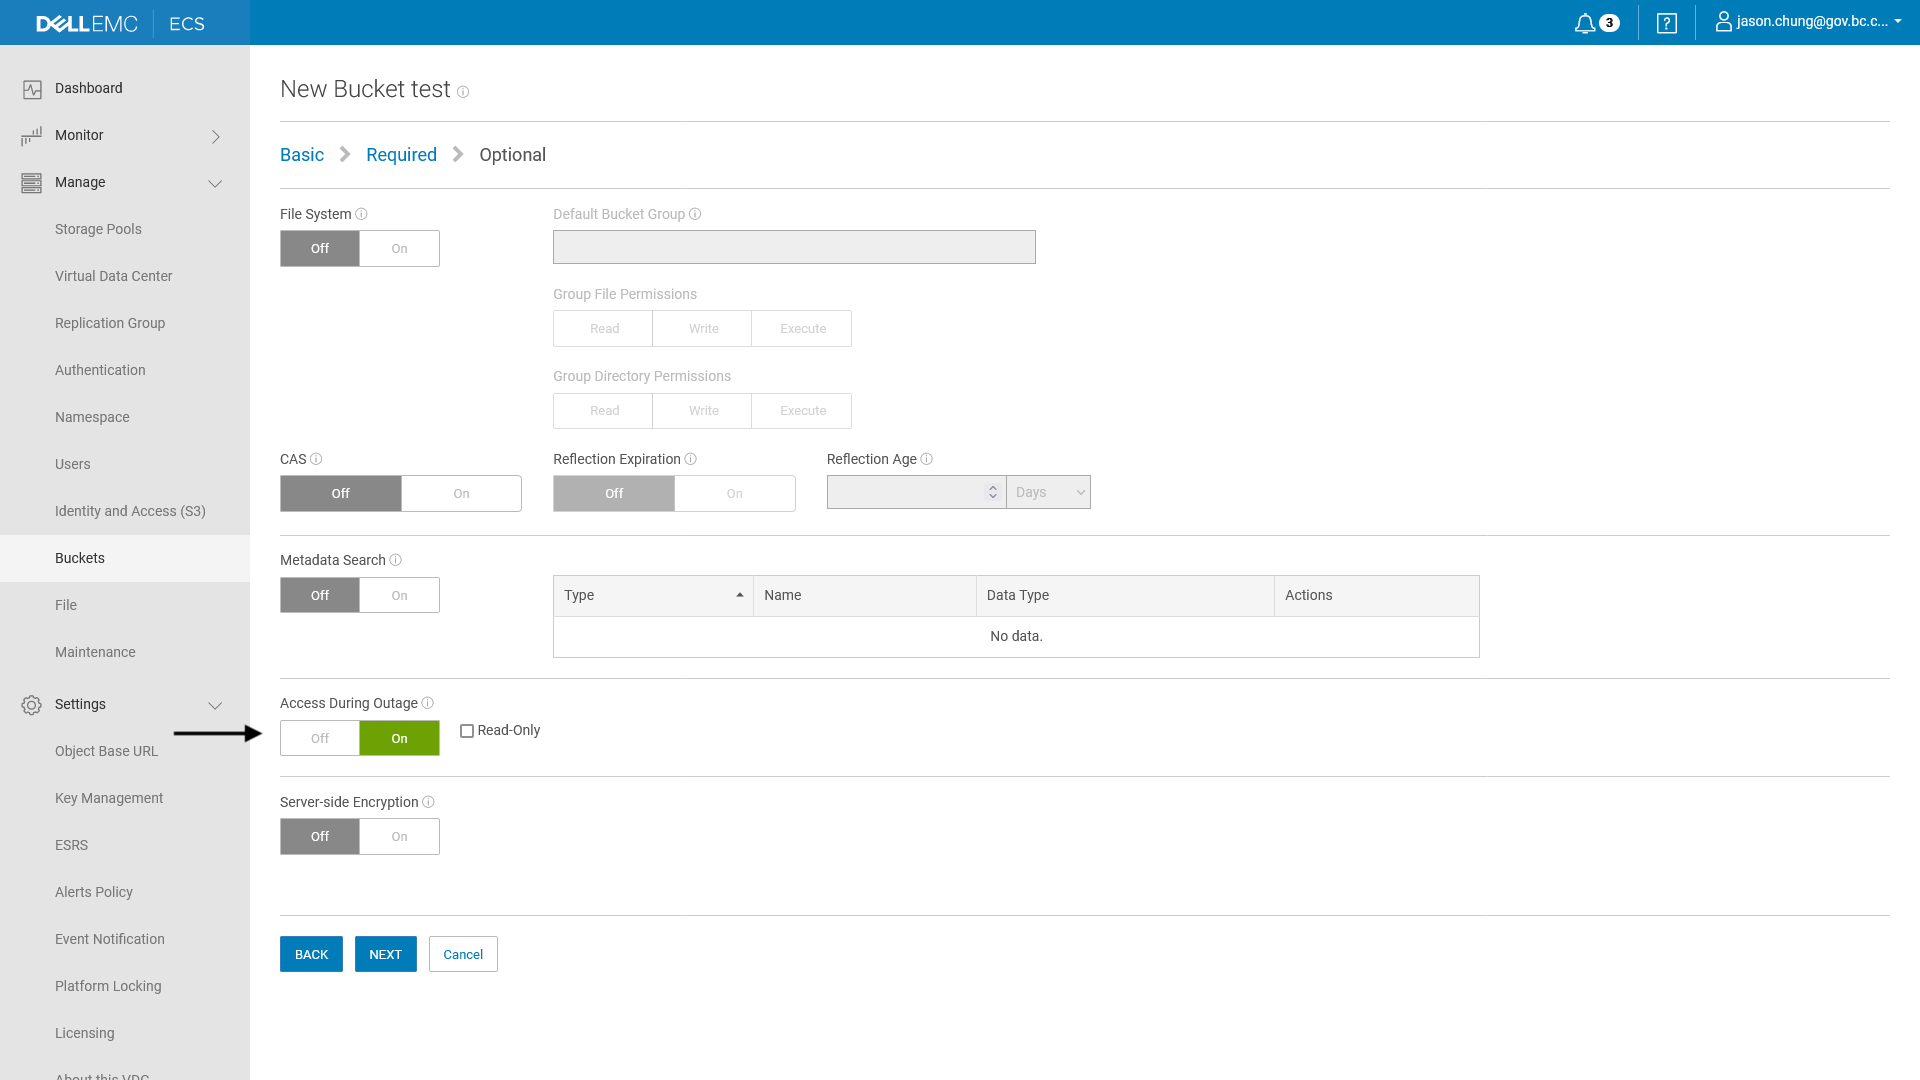 DELLEMC ECS
3
?
jason.chung@gov.bc.c...
Dashboard
Monitor
Manage
Storage Pools
Virtual Data Center
Replication Group
Authentication
Namespace
Users
Identity and Access (S3)
Buckets
File
Maintenance
Settings
Object Base URL
Key Management
ESRS
Alerts Policy
Event Notification
Platform Locking
Licensing
About this VDC
New Bucket test
Basic Required Optional
File System
Off On
Default Bucket Group
Group File Permissions
Read Write Execute
Group Directory Permissions
Read Write Execute
CAS
Off On
Reflection Expiration
Off On
Reflection Age
Days
Metadata Search
Off On
Type Name Data Type Actions
No data.
Access During Outage
Off On
Read-Only
Server-side Encryption
Off On
BACK NEXT Cancel